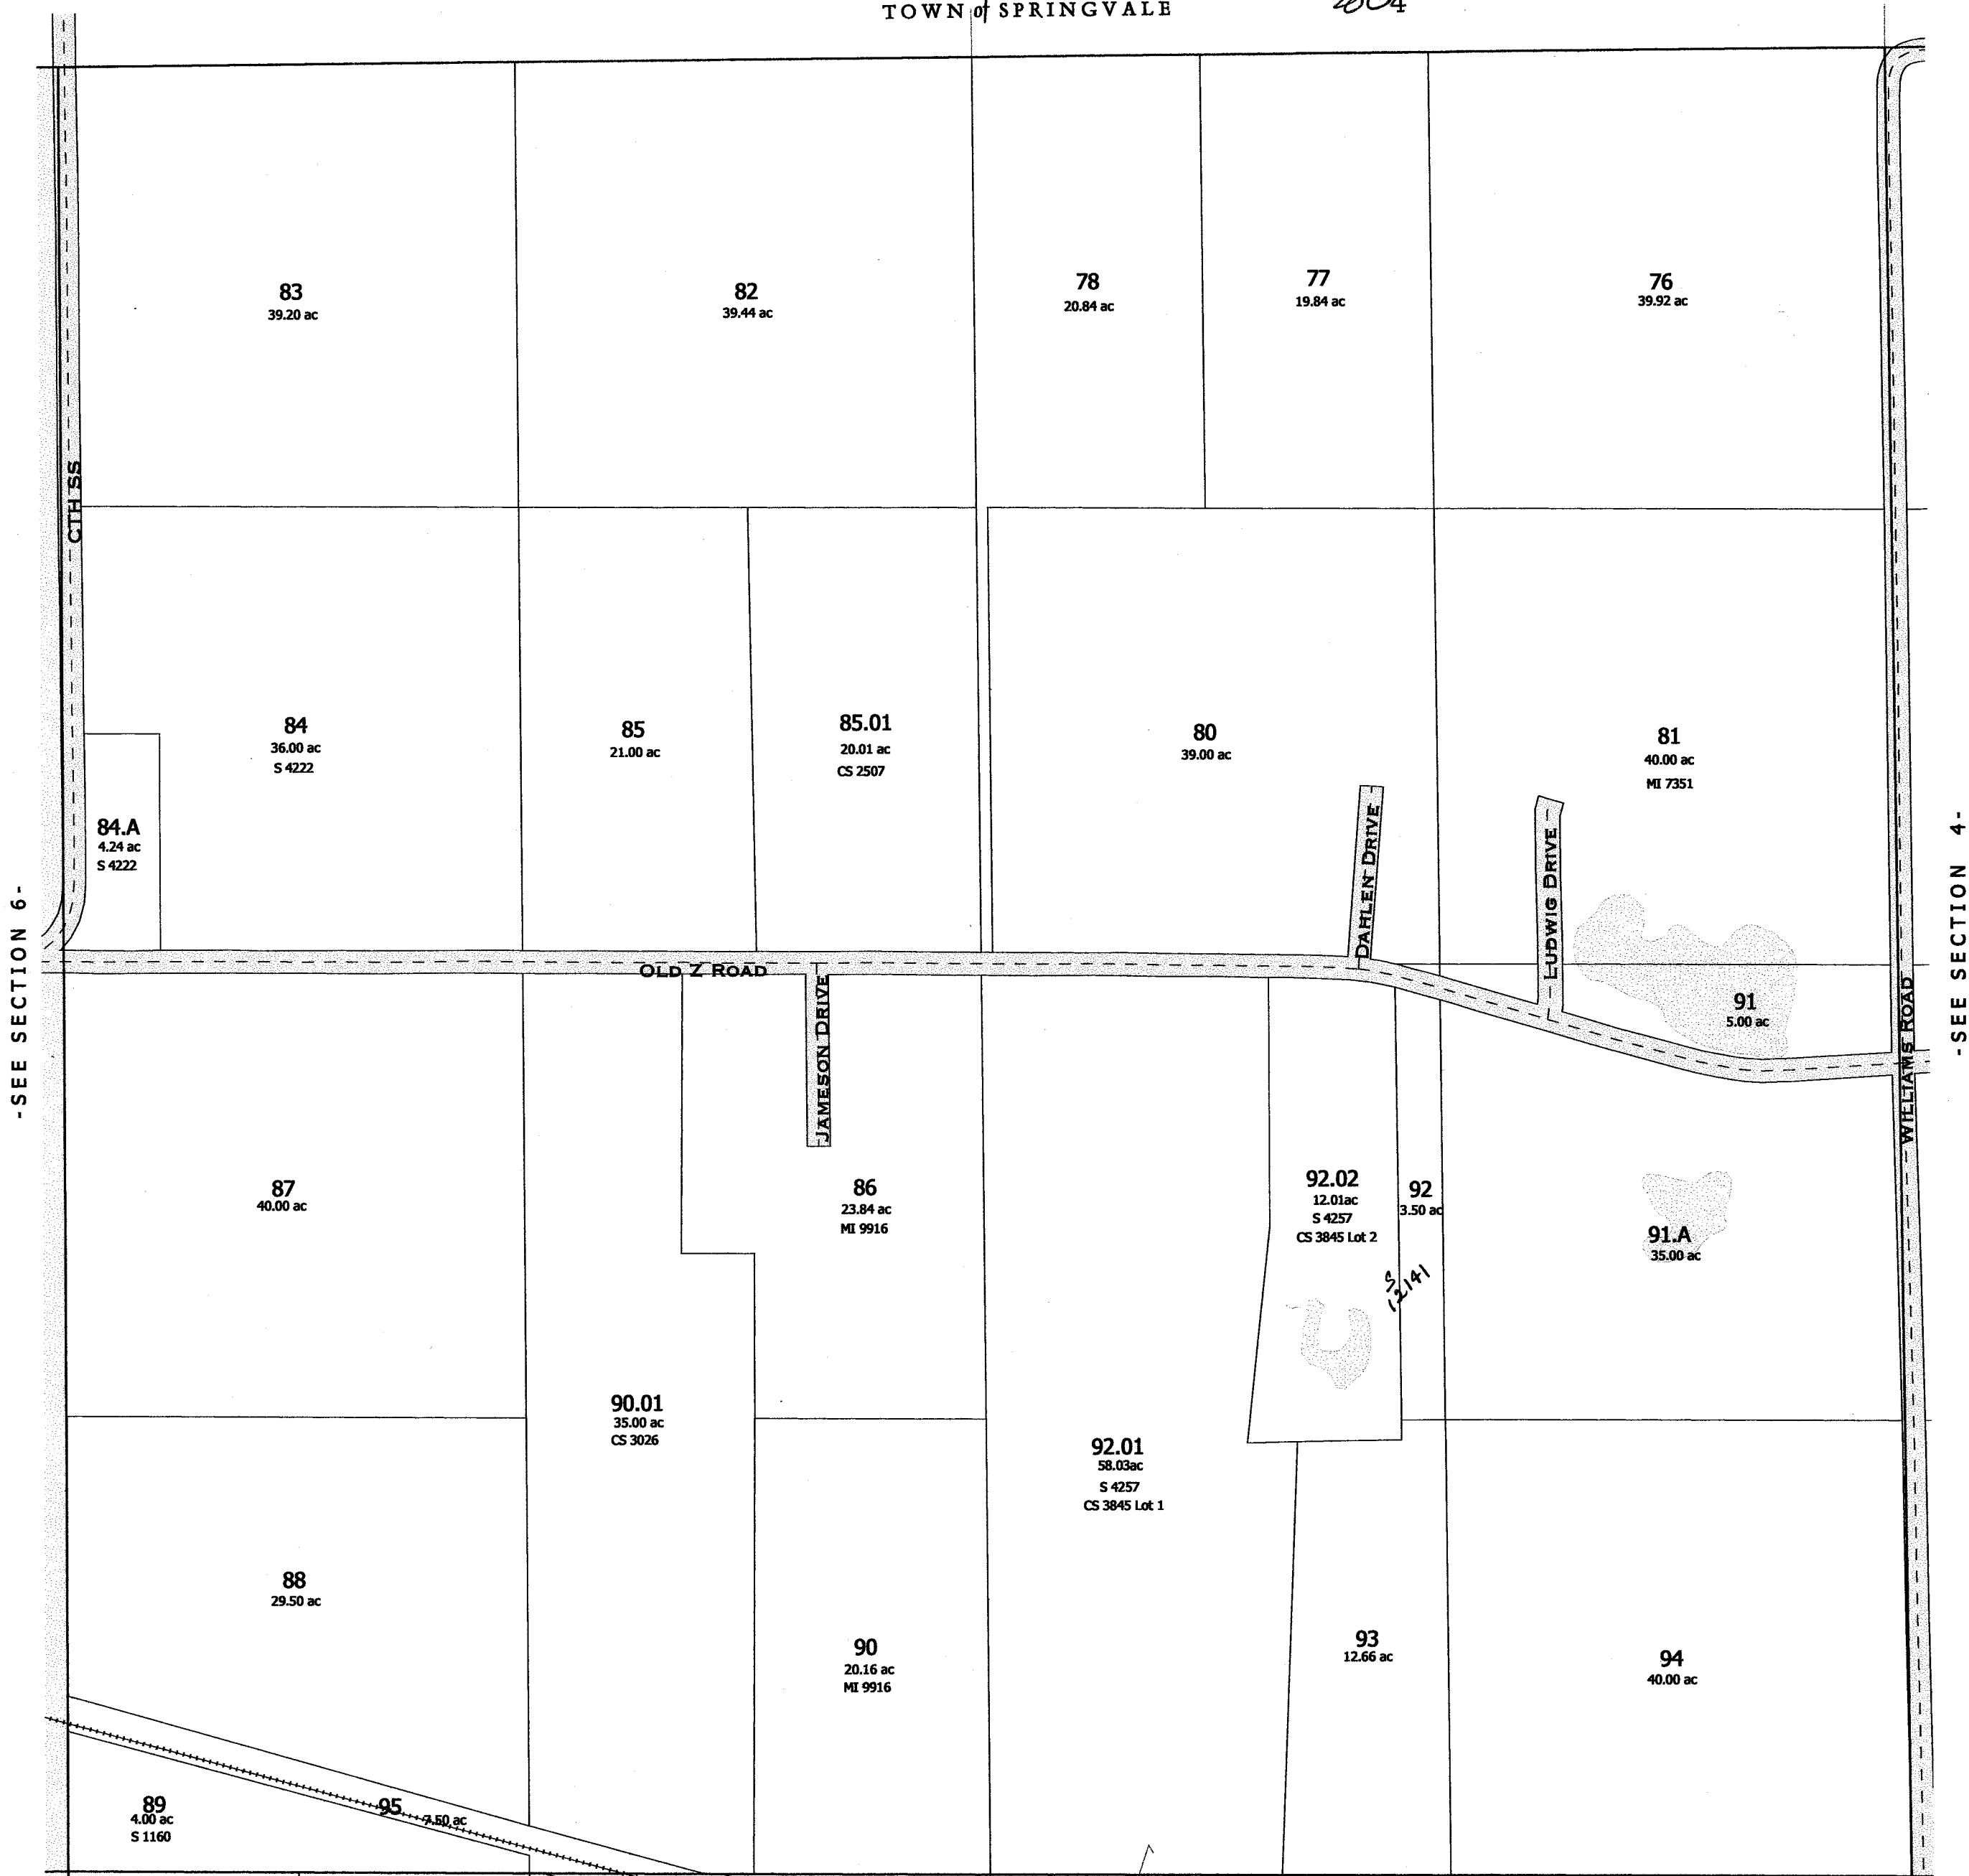 TOWN of SPRINGVALE
83
39.20 ac
82
39.44 ac
78
20.84 ac
77
19.84 ac
76
39.92 ac
CTH SS
84
36.00 ac
S 4222
85
21.00 ac
85.01
20.01 ac
CS 2507
80
39.00 ac
81
40.00 ac
MI 7351
84.A
4.24 ac
S 4222
DAHLEN DRIVE
LUDWIG DRIVE
-SEE SECTION 6-
-SEE SECTION 4-
OLD Z ROAD
JAMESON DRIVE
91
5.00 ac
WILLIAMS ROAD
87
40.00 ac
86
23.84 ac
MI 9916
92.02
12.01ac
S 4257
CS 3845 Lot 2
92
3.50 ac
S
12141
91.A
35.00 ac
90.01
35.00 ac
CS 3026
92.01
58.03ac
S 4257
CS 3845 Lot 1
88
29.50 ac
90
20.16 ac
MI 9916
93
12.66 ac
94
40.00 ac
89
4.00 ac
S 1160
95
7.50 ac